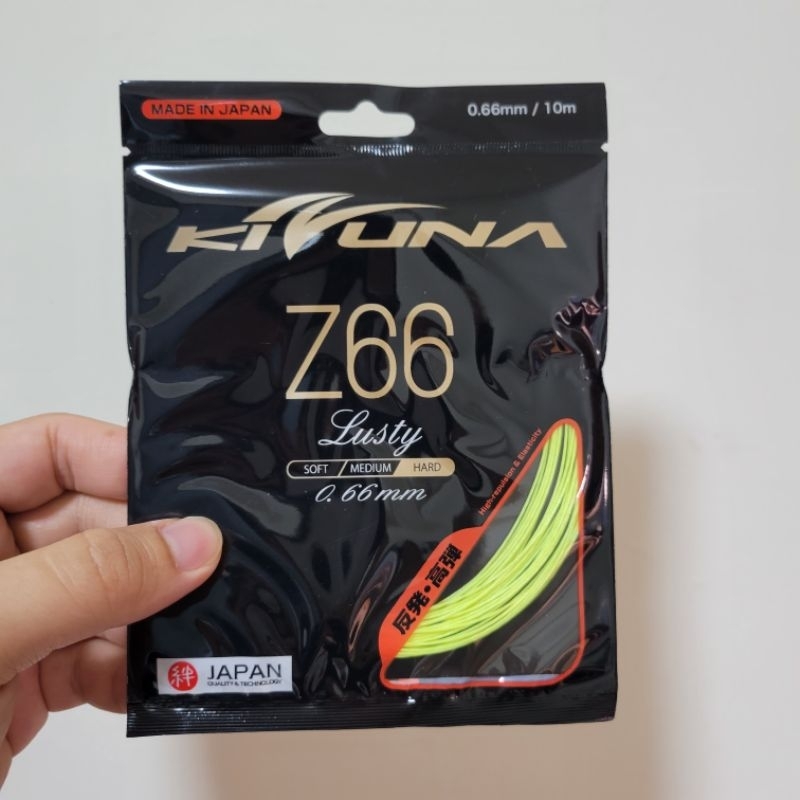 MADE IN JAPAN
0.66mm / 10m
KIZUNA
Z66
Lusty
SOFT MEDIUM HARD
0.66mm
High-repulsion & Elasticity
反発・高弾
絆 JAPAN
QUALITY & TECHNOLOGY